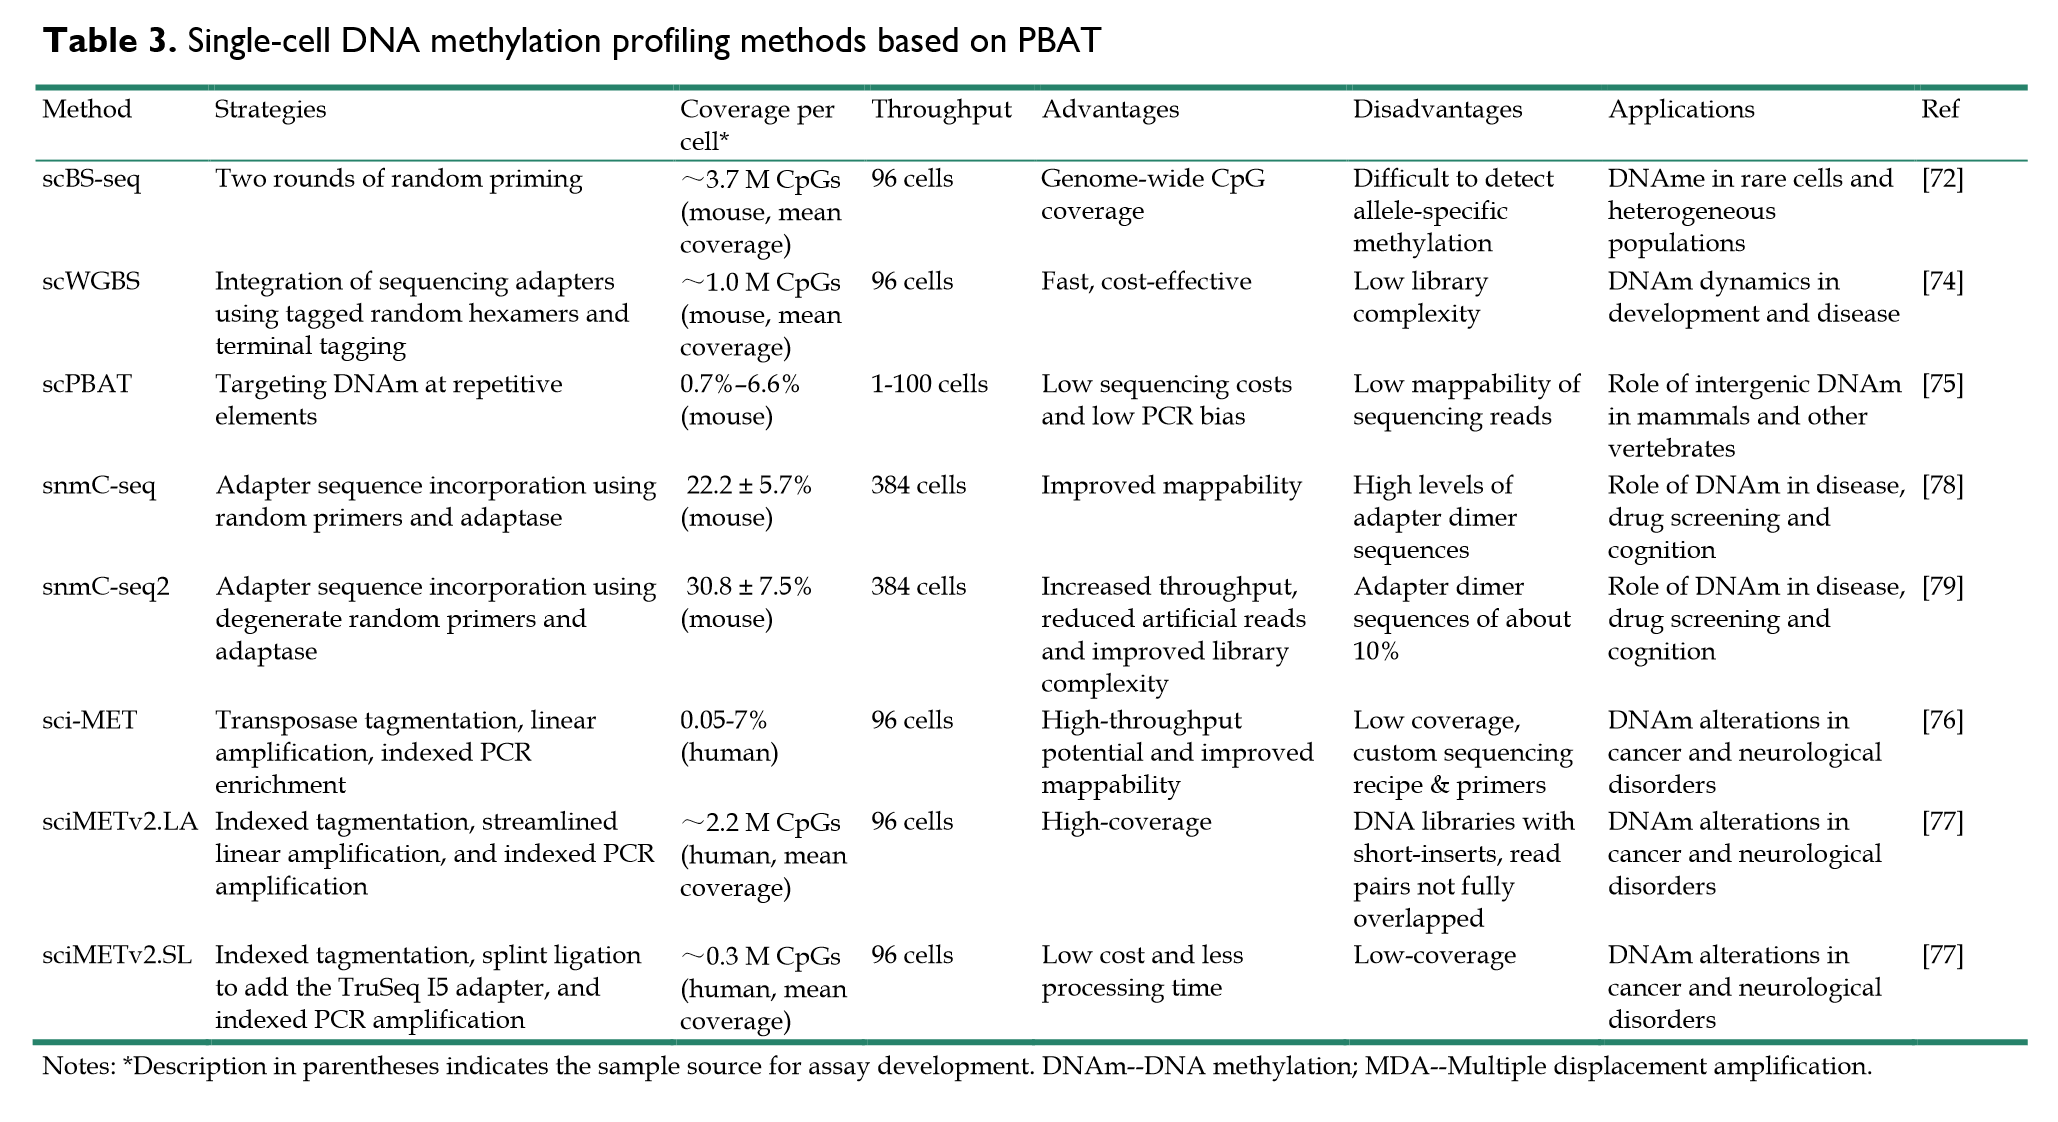 Table 3. Single-cell DNA methylation profiling methods based on PBAT
Method Strategies Coverage per Throughput Advantages Disadvantages Applications Ref
cell*
scBS-seq Two rounds of random priming ~3.7 M CpGs 96 cells Genome-wide CpG Difficult to detect DNAme in rare cells and [72]
(mouse, mean coverage allele-specific heterogeneous
coverage) methylation populations
scWGBS Integration of sequencing adapters ~1.0 M CpGs 96 cells Fast, cost-effective Low library DNAm dynamics in [74]
using tagged random hexamers and (mouse, mean complexity development and disease
terminal tagging coverage)
scPBAT Targeting DNAm at repetitive 0.7%–6.6% 1-100 cells Low sequencing costs Low mappability of Role of intergenic DNAm [75]
elements (mouse) and low PCR bias sequencing reads in mammals and other
vertebrates
snmC-seq Adapter sequence incorporation using 22.2 ± 5.7% 384 cells Improved mappability High levels of Role of DNAm in disease, [78]
random primers and adaptase (mouse) adapter dimer drug screening and
sequences cognition
snmC-seq2 Adapter sequence incorporation using 30.8 ± 7.5% 384 cells Increased throughput, Adapter dimer Role of DNAm in disease, [79]
degenerate random primers and (mouse) reduced artificial reads sequences of about drug screening and
adaptase and improved library 10% cognition
complexity
sci-MET Transposase tagmentation, linear 0.05-7% 96 cells High-throughput Low coverage, DNAm alterations in [76]
amplification, indexed PCR (human) potential and improved custom sequencing cancer and neurological
enrichment mappability recipe & primers disorders
sciMETv2.LA Indexed tagmentation, streamlined ~2.2 M CpGs 96 cells High-coverage DNA libraries with DNAm alterations in [77]
linear amplification, and indexed PCR (human, mean short-inserts, read cancer and neurological
amplification coverage) pairs not fully disorders
overlapped
sciMETv2.SL Indexed tagmentation, splint ligation ~0.3 M CpGs 96 cells Low cost and less Low-coverage DNAm alterations in [77]
to add the TruSeq I5 adapter, and (human, mean processing time cancer and neurological
indexed PCR amplification coverage) disorders
Notes: *Description in parentheses indicates the sample source for assay development. DNAm--DNA methylation; MDA--Multiple displacement amplification.